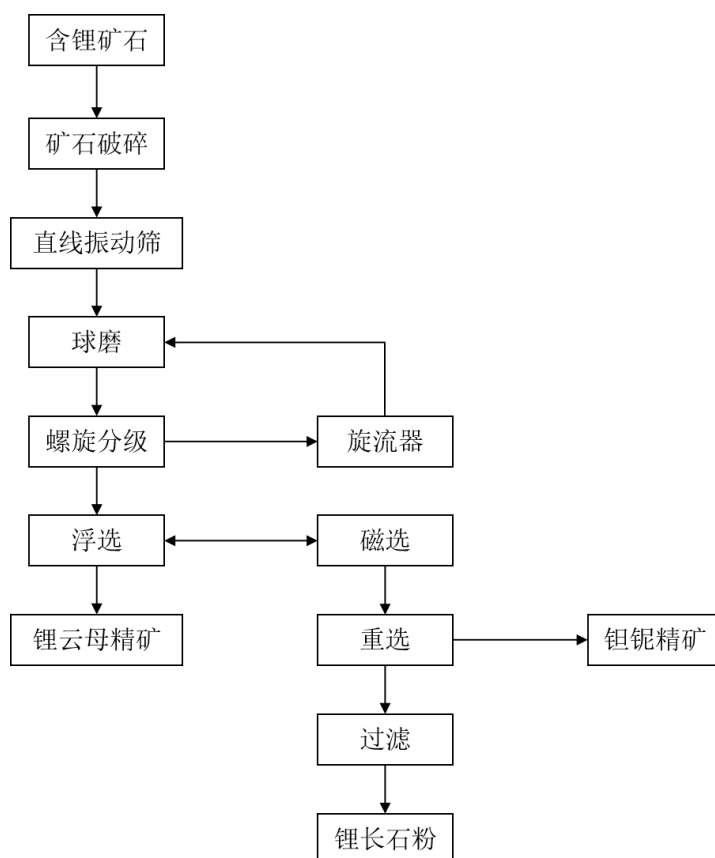 含锂矿石
矿石破碎
直线振动筛
球磨
螺旋分级
旋流器
浮选
磁选
锂云母精矿
重选
钽铌精矿
过滤
锂长石粉